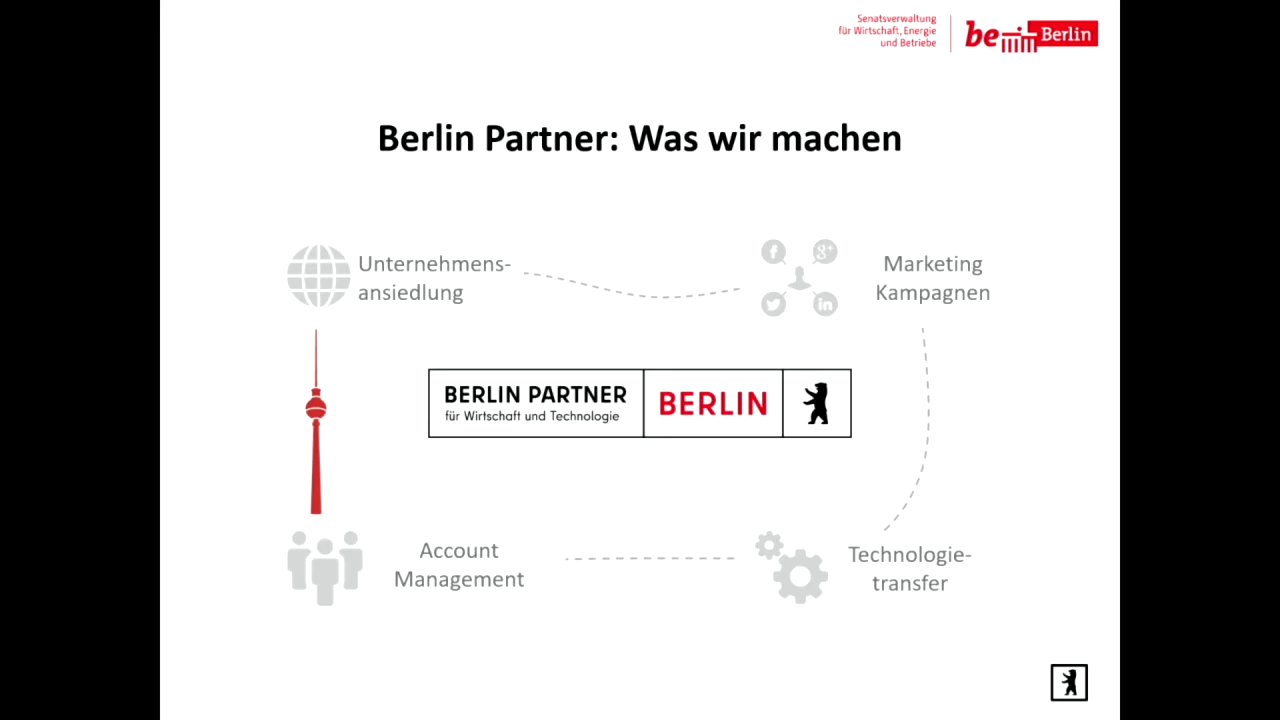 Senatsverwaltung
für Wirtschaft, Energie
und Betriebe
be Berlin
Berlin Partner: Was wir machen
Unternehmens-
ansiedlung
f
g+
in
Marketing
Kampagnen
BERLIN PARTNER
für Wirtschaft und Technologie
BERLIN
Account
Management
Technologie-
transfer